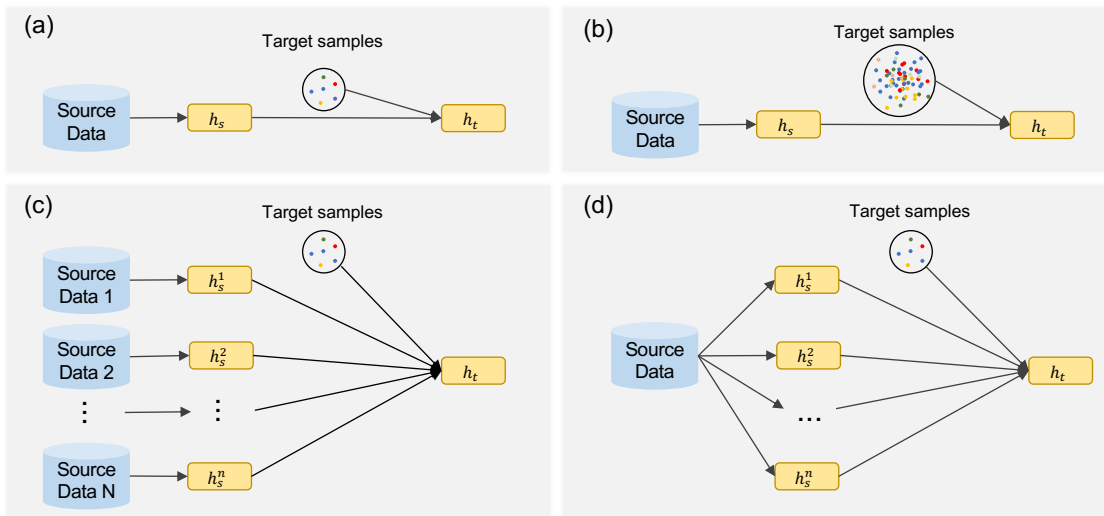 (a)
Target samples
Source
Data
h_s
h_t
(b)
Target samples
Source
Data
h_s
h_t
(c)
Target samples
Source
Data 1
h_s^1
Source
Data 2
h_s^2
h_t
⋮
⋮
Source
Data N
h_s^n
(d)
Target samples
h_s^1
Source
Data
h_s^2
h_t
...
h_s^n